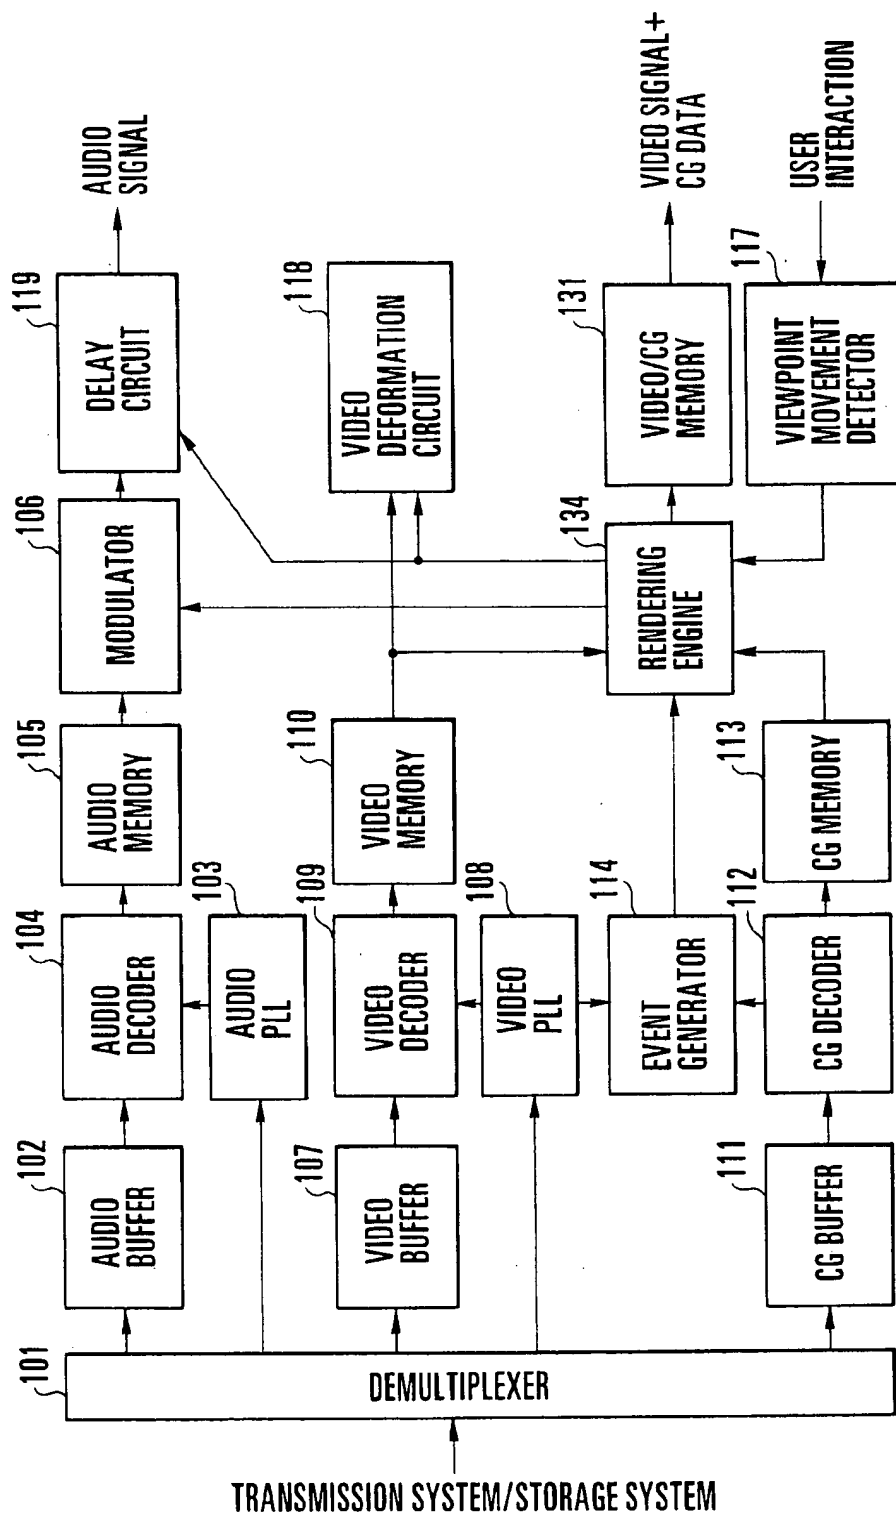 TRANSMISSION SYSTEM/STORAGE SYSTEM
101
DEMULTIPLEXER
102
AUDIO
BUFFER
104
AUDIO
DECODER
105
AUDIO
MEMORY
106
MODULATOR
119
DELAY
CIRCUIT
AUDIO
SIGNAL
103
AUDIO
PLL
107
VIDEO
BUFFER
109
VIDEO
DECODER
110
VIDEO
MEMORY
118
VIDEO
DEFORMATION
CIRCUIT
108
VIDEO
PLL
114
EVENT
GENERATOR
134
RENDERING
ENGINE
131
VIDEO/CG
MEMORY
VIDEO SIGNAL+
CG DATA
111
CG BUFFER
112
CG DECODER
113
CG MEMORY
117
VIEWPOINT
MOVEMENT
DETECTOR
USER
INTERACTION